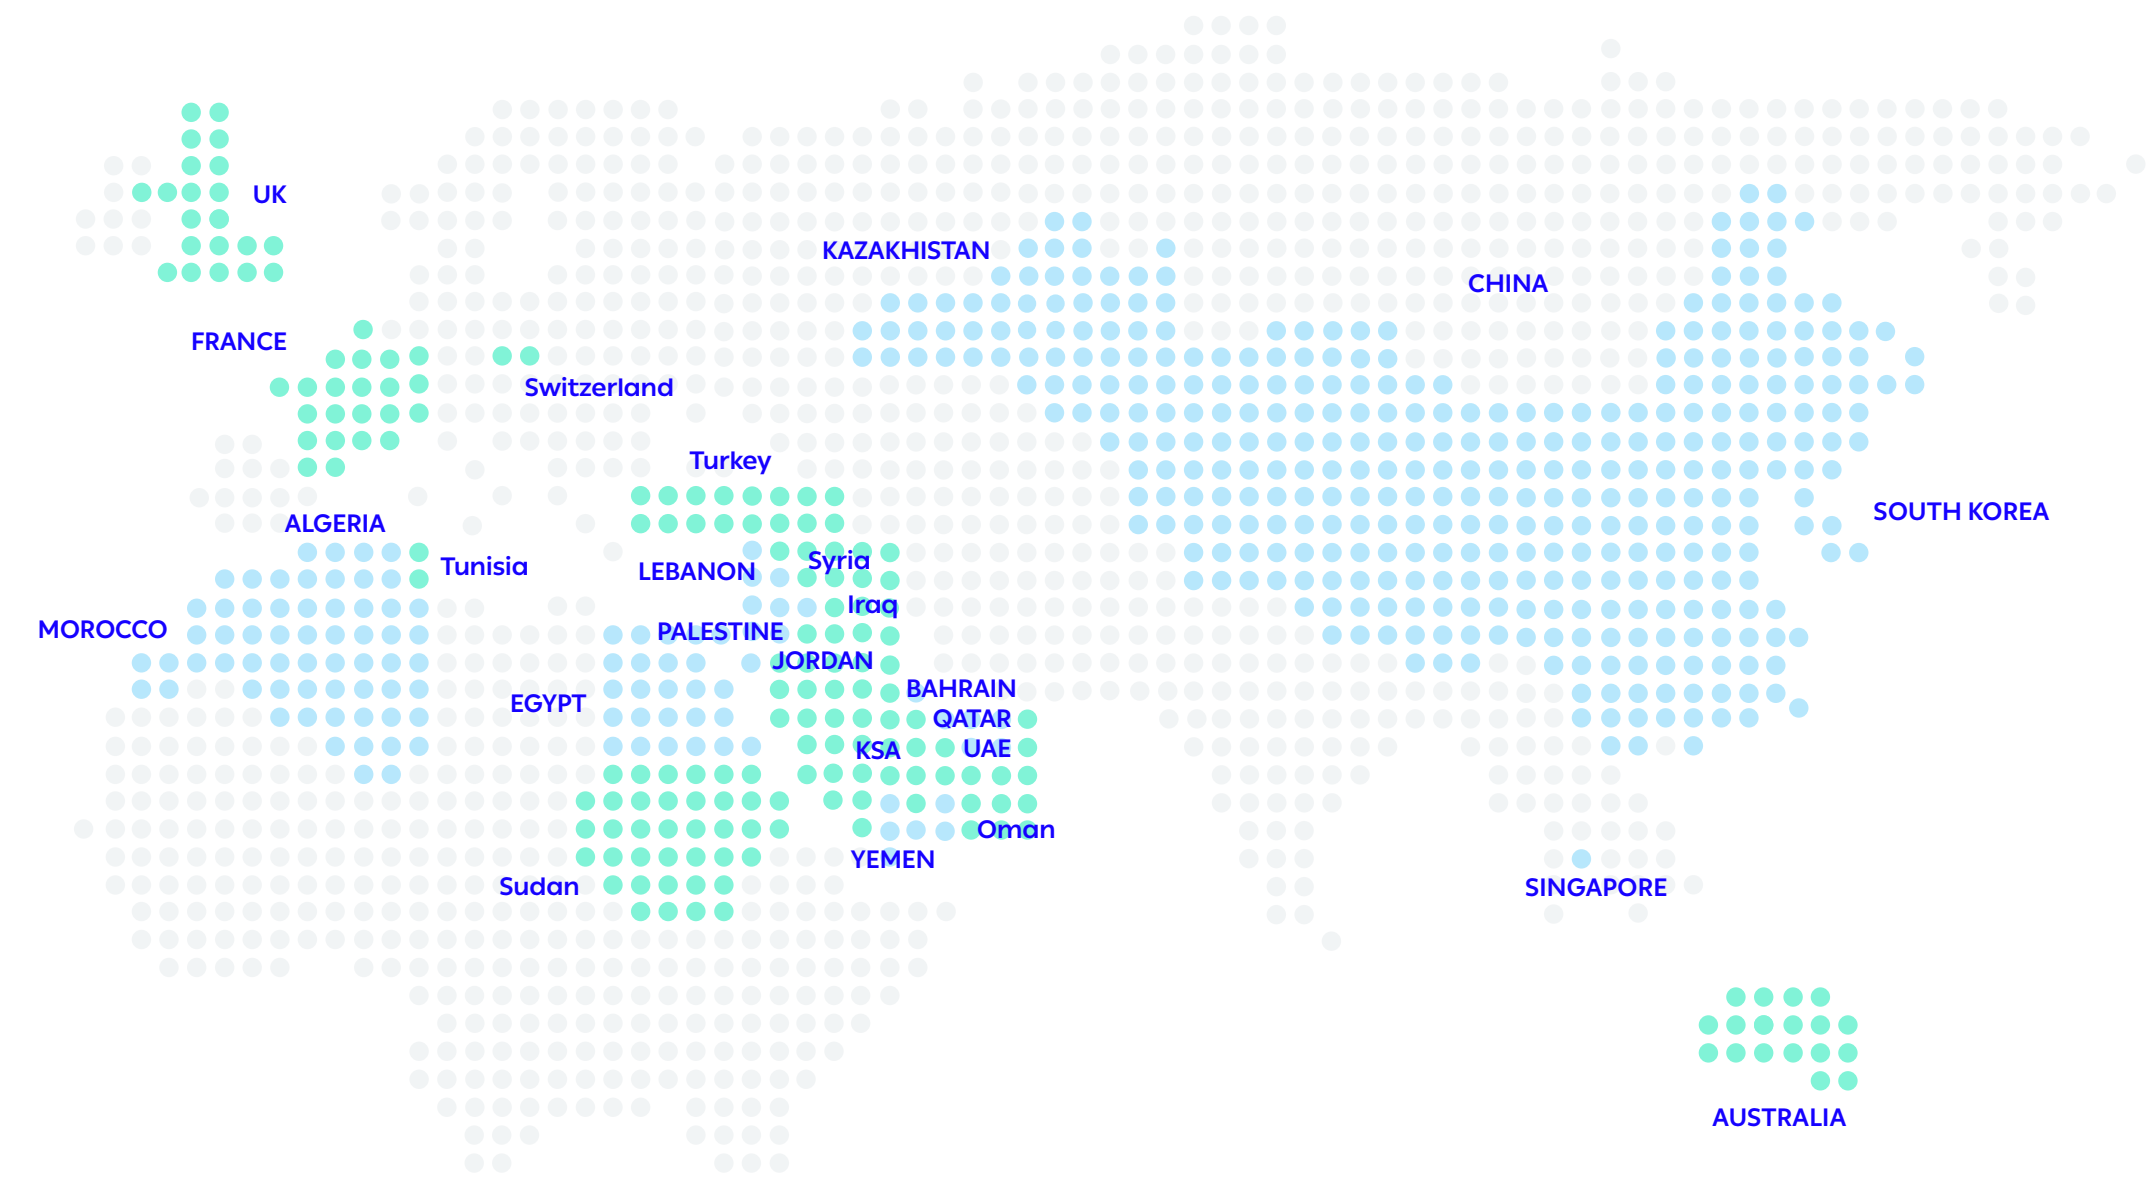 UK
KAZAKHISTAN
CHINA
FRANCE
Switzerland
Turkey
SOUTH KOREA
ALGERIA
Tunisia
LEBANON
Syria
Iraq
MOROCCO
PALESTINE
JORDAN
EGYPT
BAHRAIN
QATAR
KSA
UAE
Oman
YEMEN
Sudan
SINGAPORE
AUSTRALIA